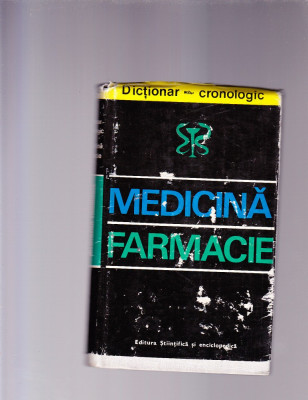 Dicționar cronologic
MEDICINĂ
FARMACIE
Editura Științifică și enciclopedică